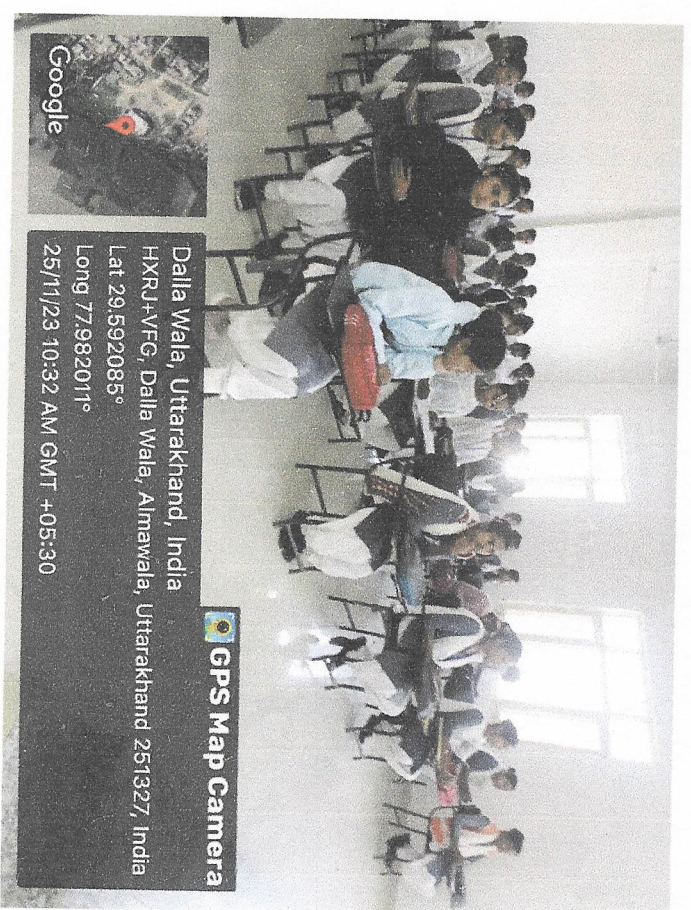 GPS Map Camera
Dalla Wala, Uttarakhand, India
HXRJ+VFG, Dalla Wala, Almawala, Uttarakhand 251327, India
Lat 29.592085°
Long 77.982011°
25/11/23 10:32 AM GMT +05:30
Google